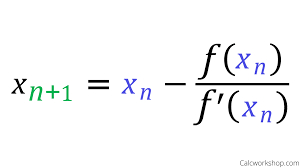 xₙ₊₁ = xₙ − f(xₙ) / f'(xₙ)
Calcworkshop.com